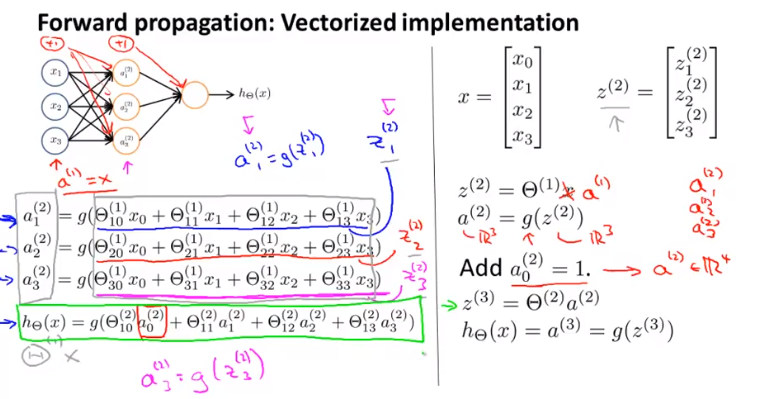 Forward propagation: Vectorized implementation
+1 +1
x₁ a₁⁽²⁾
x₂ a₂⁽²⁾ h_Θ(x)
x₃ a₃⁽²⁾
a⁽¹⁾ = x
a₁⁽²⁾ = g(z₁⁽²⁾) z₁⁽²⁾
a₁⁽²⁾ = g(Θ₁₀⁽¹⁾x₀ + Θ₁₁⁽¹⁾x₁ + Θ₁₂⁽¹⁾x₂ + Θ₁₃⁽¹⁾x₃)
z₂⁽²⁾
a₂⁽²⁾ = g(Θ₂₀⁽¹⁾x₀ + Θ₂₁⁽¹⁾x₁ + Θ₂₂⁽¹⁾x₂ + Θ₂₃⁽¹⁾x₃)
z₃⁽²⁾
a₃⁽²⁾ = g(Θ₃₀⁽¹⁾x₀ + Θ₃₁⁽¹⁾x₁ + Θ₃₂⁽¹⁾x₂ + Θ₃₃⁽¹⁾x₃)
h_Θ(x) = g(Θ₁₀⁽²⁾a₀⁽²⁾ + Θ₁₁⁽²⁾a₁⁽²⁾ + Θ₁₂⁽²⁾a₂⁽²⁾ + Θ₁₃⁽²⁾a₃⁽²⁾)
Θ⁽¹⁾ x
a₃⁽²⁾ = g(z₃⁽²⁾)
x = [x₀ x₁ x₂ x₃] z⁽²⁾ = [z₁⁽²⁾ z₂⁽²⁾ z₃⁽²⁾]
z⁽²⁾ = Θ⁽¹⁾x a⁽¹⁾ a₁⁽²⁾
a⁽²⁾ = g(z⁽²⁾) a₂⁽²⁾
ℝ³ ℝ³ a₃⁽²⁾
Add a₀⁽²⁾ = 1. → a⁽²⁾ ∈ ℝ⁴
z⁽³⁾ = Θ⁽²⁾a⁽²⁾
h_Θ(x) = a⁽³⁾ = g(z⁽³⁾)